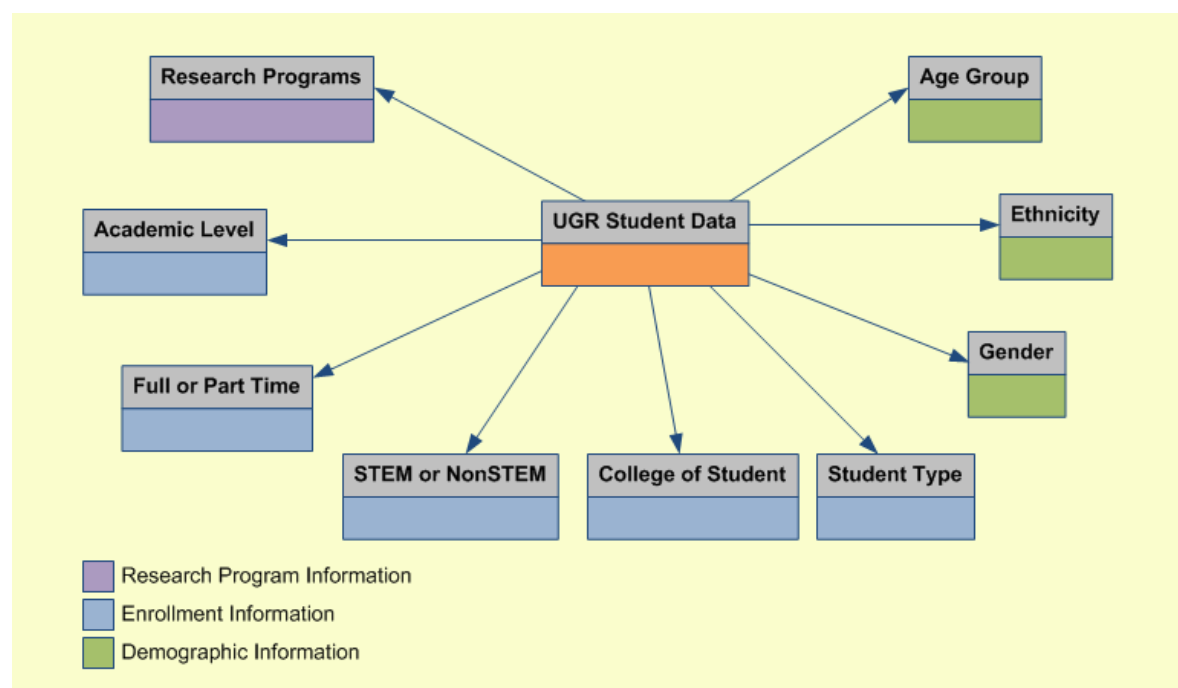 Research Programs
Age Group
Academic Level
UGR Student Data
Ethnicity
Full or Part Time
Gender
STEM or NonSTEM
College of Student
Student Type
Research Program Information
Enrollment Information
Demographic Information